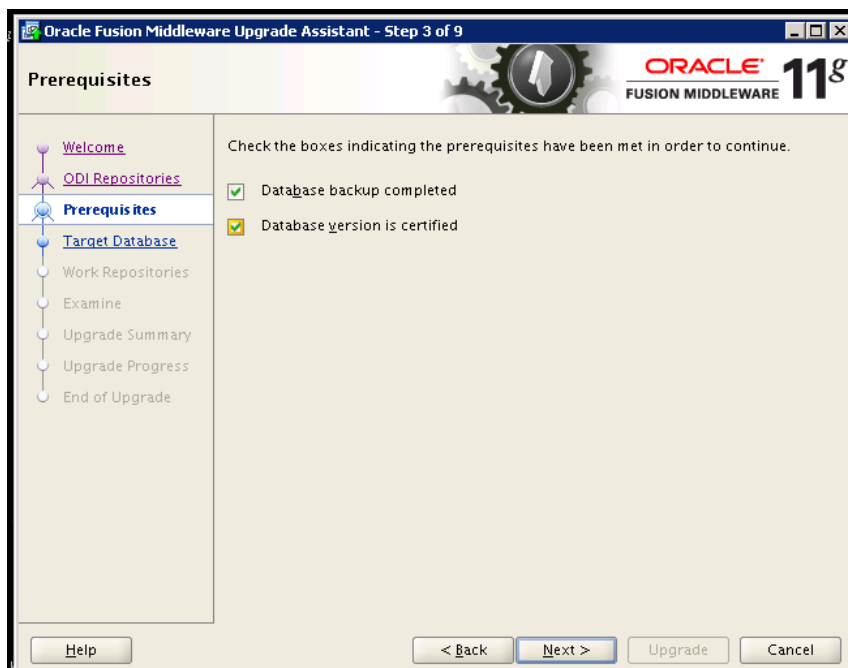 Oracle Fusion Middleware Upgrade Assistant - Step 3 of 9
Prerequisites
ORACLE
FUSION MIDDLEWARE 11g
Welcome
ODI Repositories
Prerequisites
Target Database
Work Repositories
Examine
Upgrade Summary
Upgrade Progress
End of Upgrade
Check the boxes indicating the prerequisites have been met in order to continue.
Database backup completed
Database version is certified
Help
< Back
Next >
Upgrade
Cancel